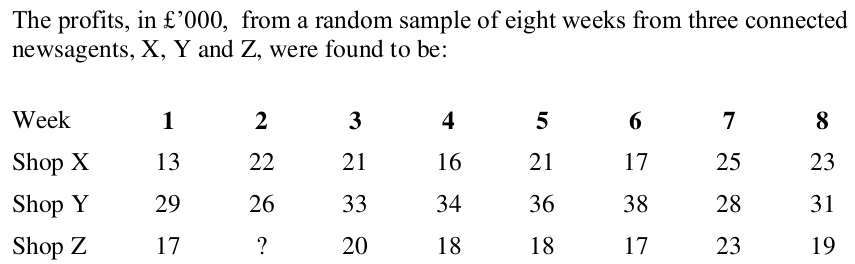 The profits, in £’000, from a random sample of eight weeks from three connected
newsagents, X, Y and Z, were found to be:
Week 1 2 3 4 5 6 7 8
Shop X 13 22 21 16 21 17 25 23
Shop Y 29 26 33 34 36 38 28 31
Shop Z 17 ? 20 18 18 17 23 19